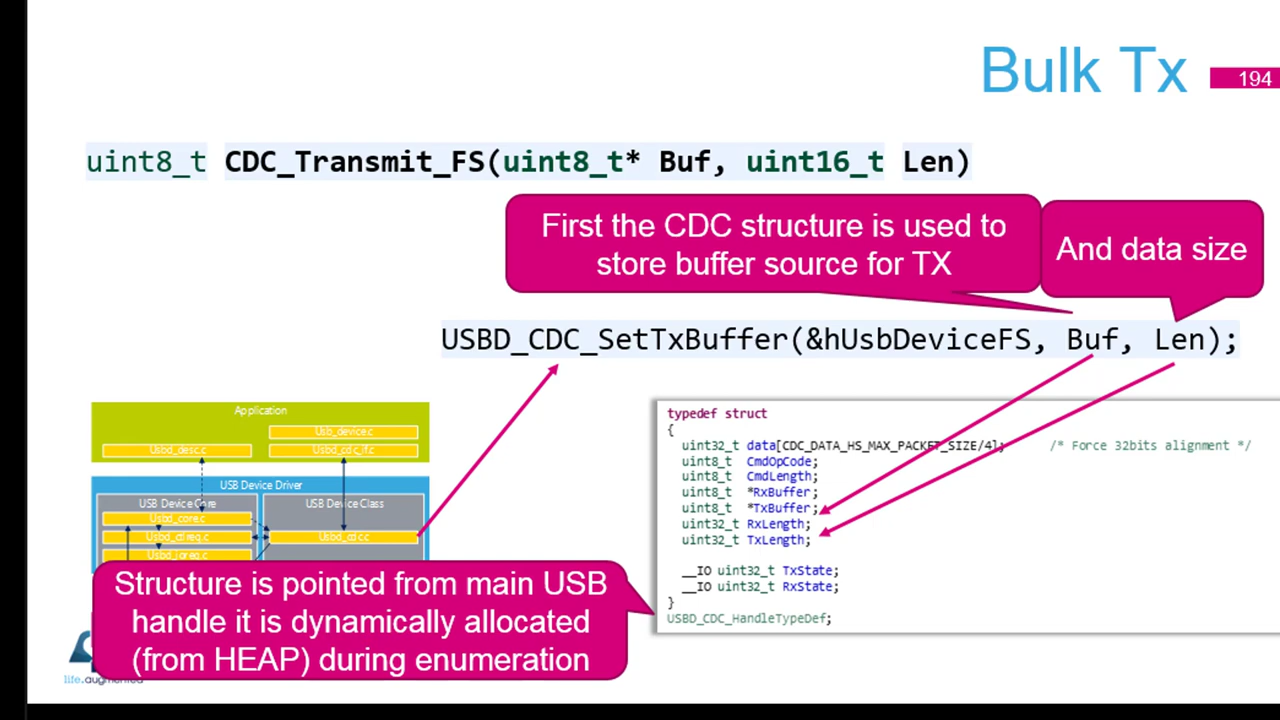 Bulk Tx
194
uint8_t CDC_Transmit_FS(uint8_t* Buf, uint16_t Len)
First the CDC structure is used to
store buffer source for TX
And data size
USBD_CDC_SetTxBuffer(&hUsbDeviceFS, Buf, Len);
Application
Usb_device.c
Usbd_desc.c
Usbd_cdc_if.c
USB Device Driver
USB Device Core
USB Device Class
Usbd_core.c
Usbd_ctlreq.c
Usbd_cdc.c
Usbd_ioreq.c
typedef struct
{
uint32_t data[CDC_DATA_HS_MAX_PACKET_SIZE/4]; /* Force 32bits alignment */
uint8_t CmdOpCode;
uint8_t CmdLength;
uint8_t *RxBuffer;
uint8_t *TxBuffer;
uint32_t RxLength;
uint32_t TxLength;
__IO uint32_t TxState;
__IO uint32_t RxState;
}
USBD_CDC_HandleTypeDef;
Structure is pointed from main USB
handle it is dynamically allocated
(from HEAP) during enumeration
life.augmented